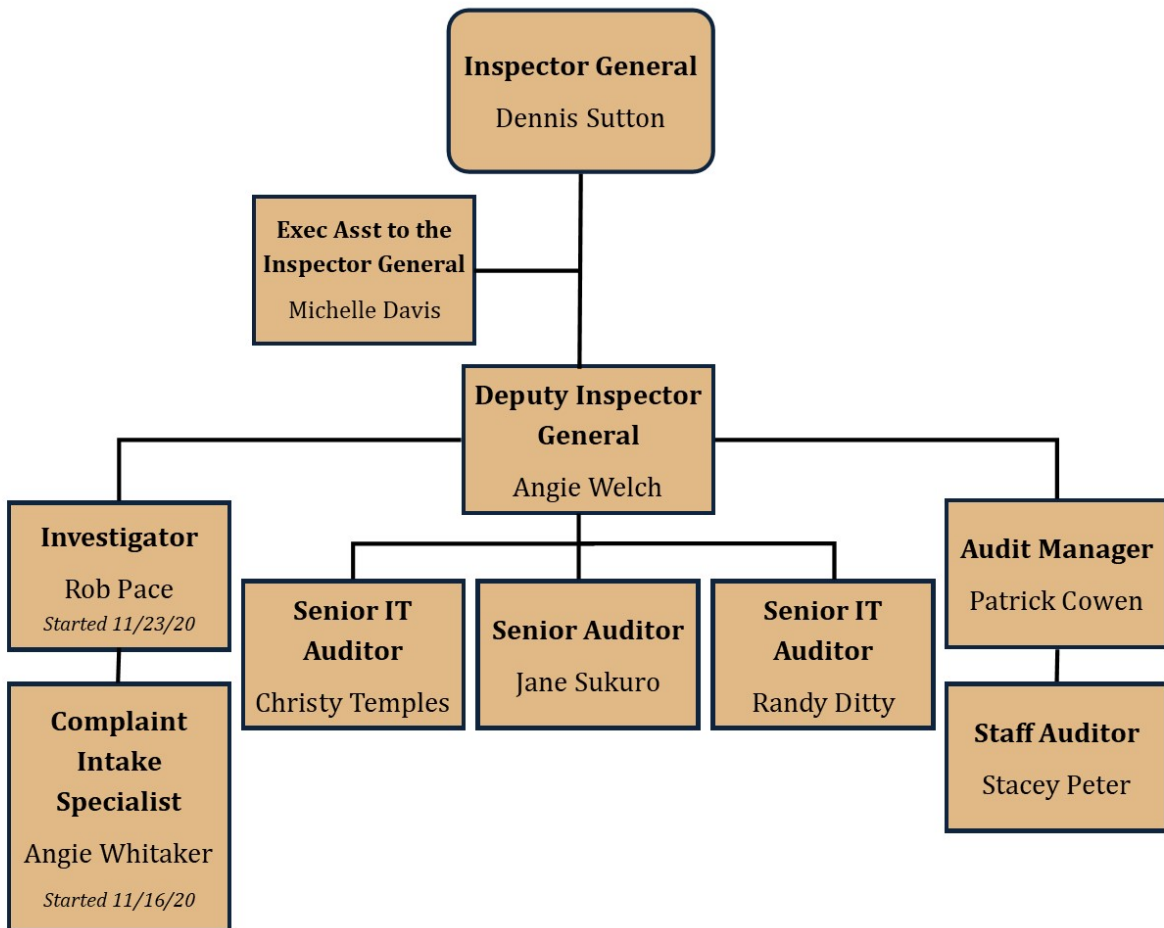 Inspector General
Dennis Sutton
Exec Asst to the
Inspector General
Michelle Davis
Deputy Inspector
General
Angie Welch
Investigator
Rob Pace
Started 11/23/20
Complaint
Intake
Specialist
Angie Whitaker
Started 11/16/20
Senior IT
Auditor
Christy Temples
Senior Auditor
Jane Sukuro
Senior IT
Auditor
Randy Ditty
Audit Manager
Patrick Cowen
Staff Auditor
Stacey Peter